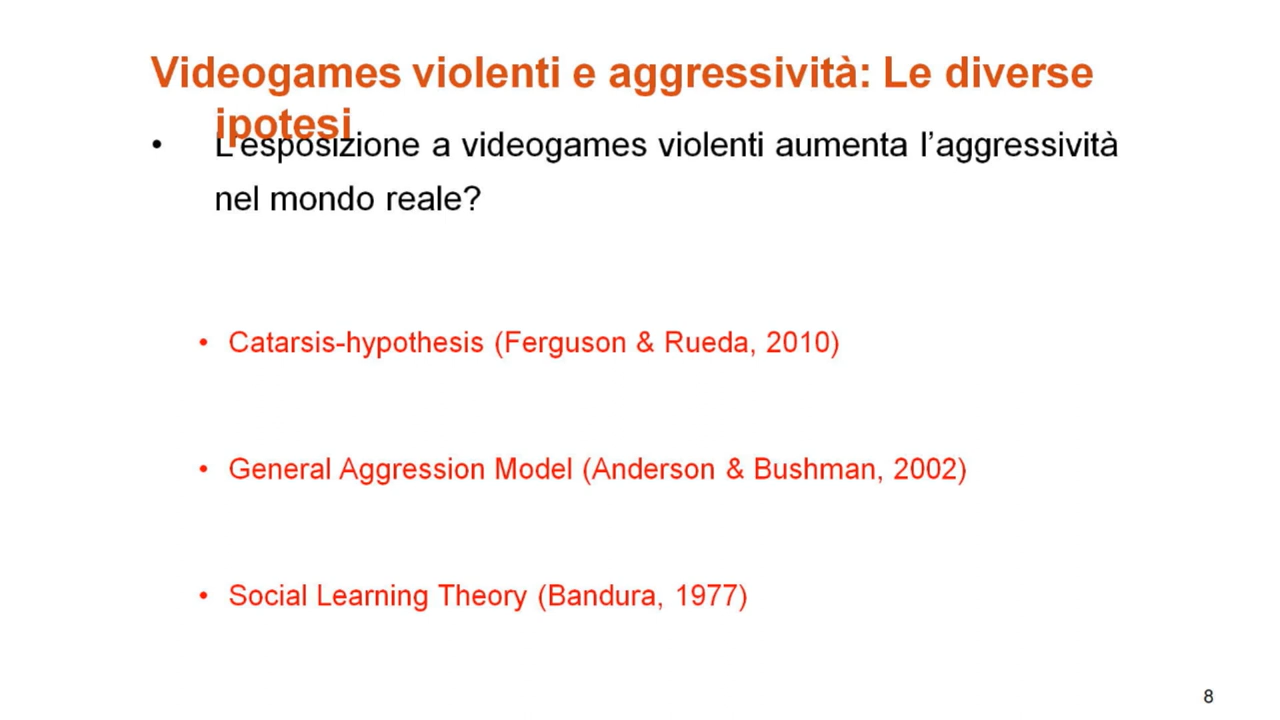 Videogames violenti e aggressività: Le diverse
ipotesi
• L’esposizione a videogames violenti aumenta l’aggressività
nel mondo reale?
• Catarsis-hypothesis (Ferguson & Rueda, 2010)
• General Aggression Model (Anderson & Bushman, 2002)
• Social Learning Theory (Bandura, 1977)
8